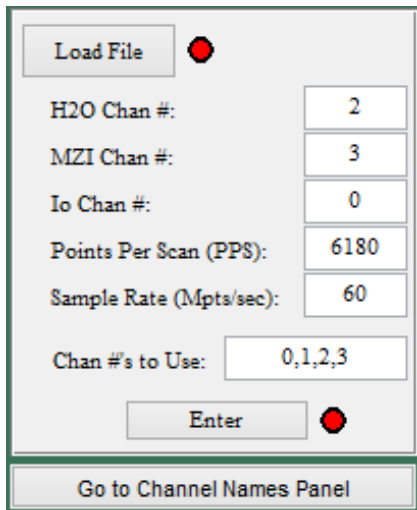 Load File
H2O Chan #: 2
MZI Chan #: 3
Io Chan #: 0
Points Per Scan (PPS): 6180
Sample Rate (Mpts/sec): 60
Chan #'s to Use: 0,1,2,3
Enter
Go to Channel Names Panel